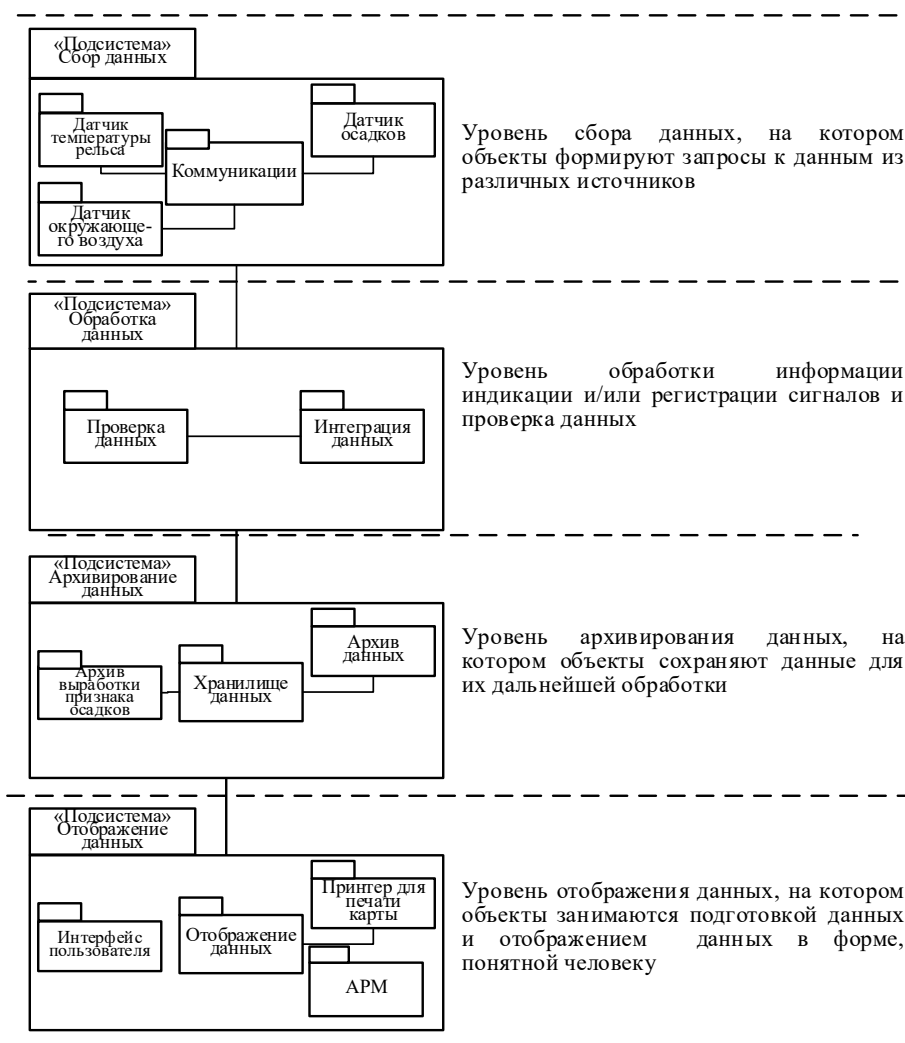 «Подсистема»
Сбор данных
Датчик
температуры
рельса
Коммуникации
Датчик
осадков
Датчик
окружающе-
го воздуха
Уровень сбора данных, на котором
объекты формируют запросы к данным из
различных источников
«Подсистема»
Обработка
данных
Проверка
данных
Интеграция
данных
Уровень обработки информации
индикации и/или регистрации сигналов и
проверка данных
«Подсистема»
Архивирование
данных
Архив
выработки
признака
осадков
Хранилище
данных
Архив
данных
Уровень архивирования данных, на
котором объекты сохраняют данные для
их дальнейшей обработки
«Подсистема»
Отображение
данных
Интерфейс
пользователя
Отображение
данных
Принтер для
печати
карты
АРМ
Уровень отображения данных, на котором
объекты занимаются подготовкой данных
и отображением данных в форме,
понятной человеку